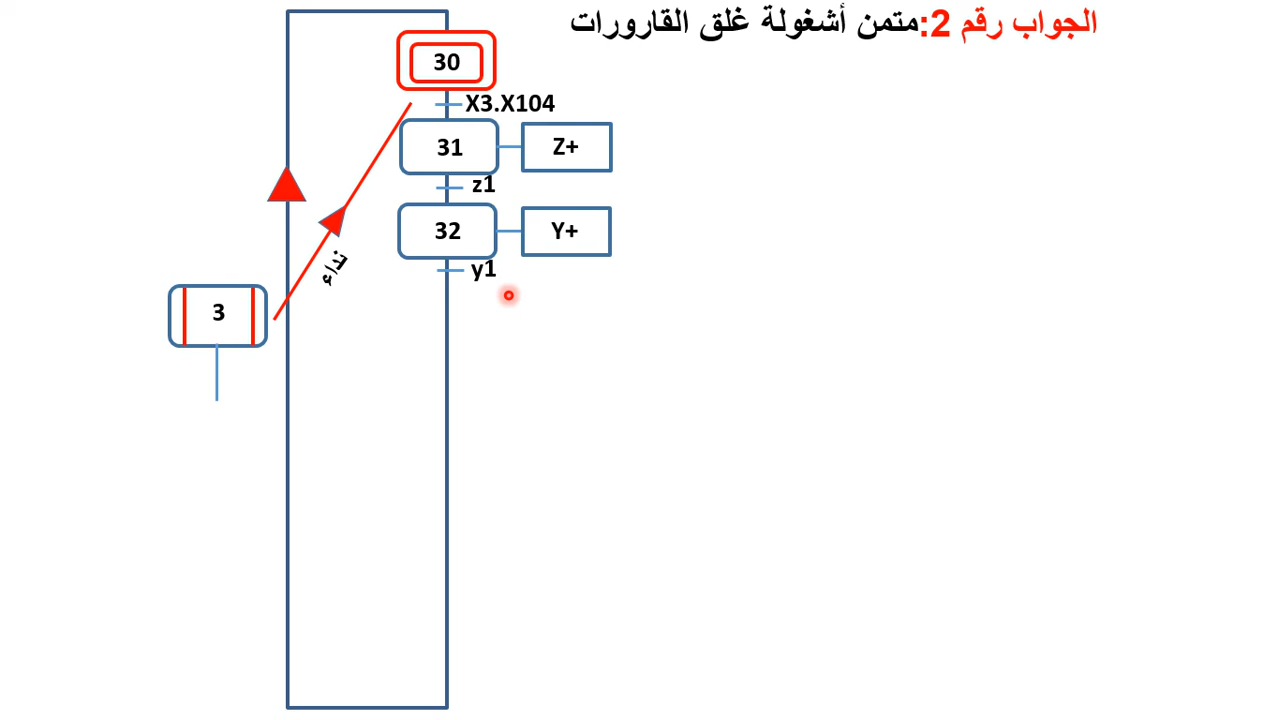 الجواب رقم 2:متمن أشغولة غلق القارورات
30
X3.X104
31
Z+
z1
32
Y+
y1
نداء
3